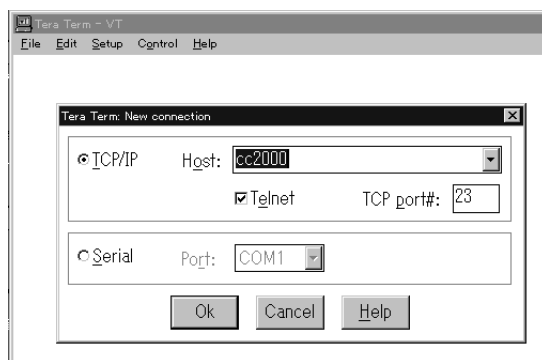 Tera Term - VT
File Edit Setup Control Help
Tera Term: New connection
TCP/IP Host: cc2000
Telnet TCP port#: 23
Serial Port: COM1
Ok Cancel Help